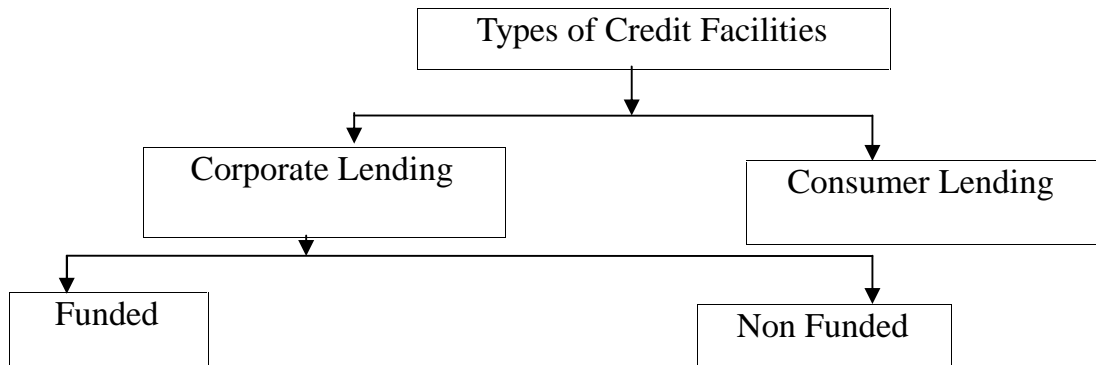 Types of Credit Facilities
Corporate Lending
Consumer Lending
Funded
Non Funded